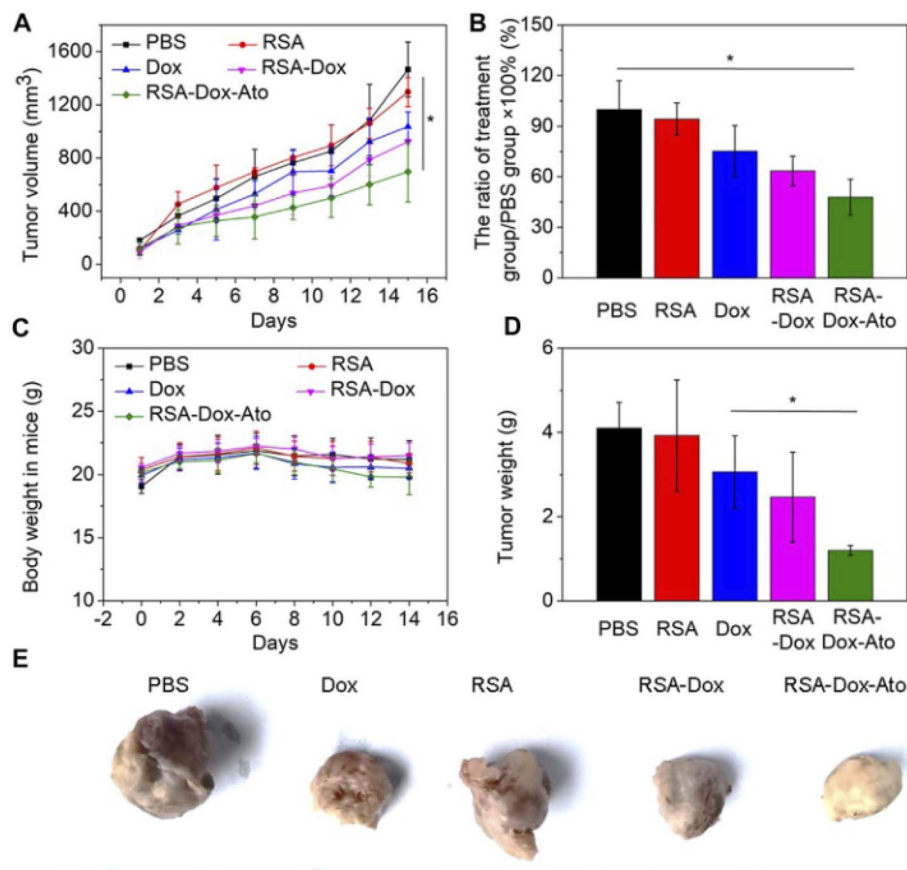 A
PBS
RSA
Dox
RSA-Dox
RSA-Dox-Ato
*
Tumor volume (mm³)
1600
1200
800
400
0
0 2 4 6 8 10 12 14 16
Days
B
*
The ratio of treatment
group/PBS group ×100% (%)
150
120
90
60
30
0
PBS RSA Dox RSA
-Dox RSA-
Dox-Ato
C
PBS
RSA
Dox
RSA-Dox
RSA-Dox-Ato
Body weight in mice (g)
30
25
20
15
10
-2 0 2 4 6 8 10 12 14 16
Days
D
*
Tumor weight (g)
6
4
2
0
PBS RSA Dox RSA
-Dox RSA-
Dox-Ato
E
PBS Dox RSA RSA-Dox RSA-Dox-Ato